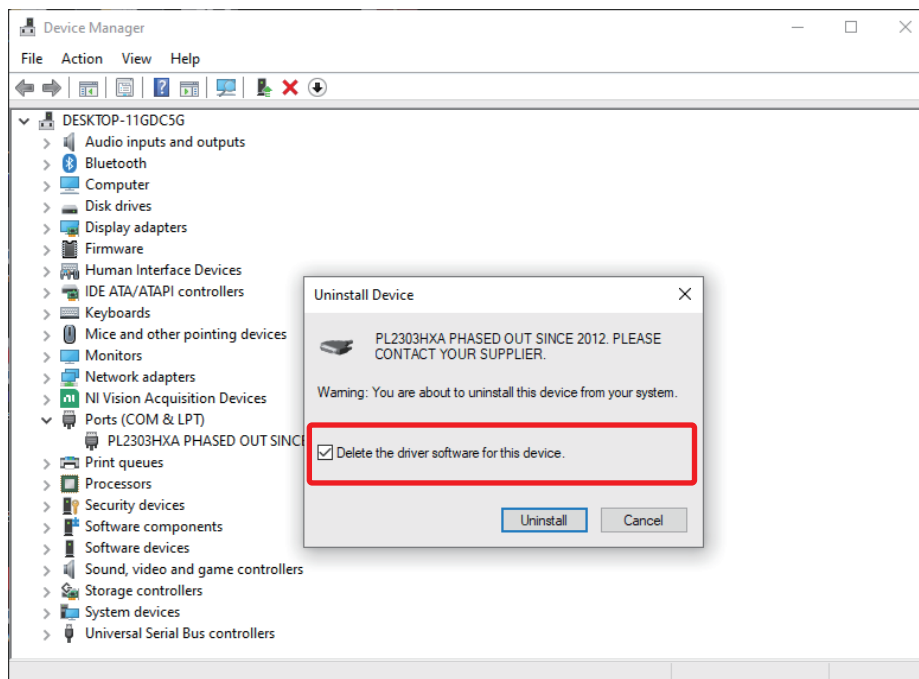 Device Manager
File Action View Help
DESKTOP-11GDC5G
Audio inputs and outputs
Bluetooth
Computer
Disk drives
Display adapters
Firmware
Human Interface Devices
IDE ATA/ATAPI controllers
Keyboards
Mice and other pointing devices
Monitors
Network adapters
NI Vision Acquisition Devices
Ports (COM & LPT)
PL2303HXA PHASED OUT SINCE
Print queues
Processors
Security devices
Software components
Software devices
Sound, video and game controllers
Storage controllers
System devices
Universal Serial Bus controllers
Uninstall Device
PL2303HXA PHASED OUT SINCE 2012. PLEASE
CONTACT YOUR SUPPLIER.
Warning: You are about to uninstall this device from your system.
Delete the driver software for this device.
Uninstall Cancel